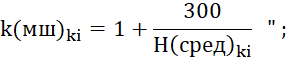 k(мш)ki = 1 + 300 / Н(сред)ki " ;